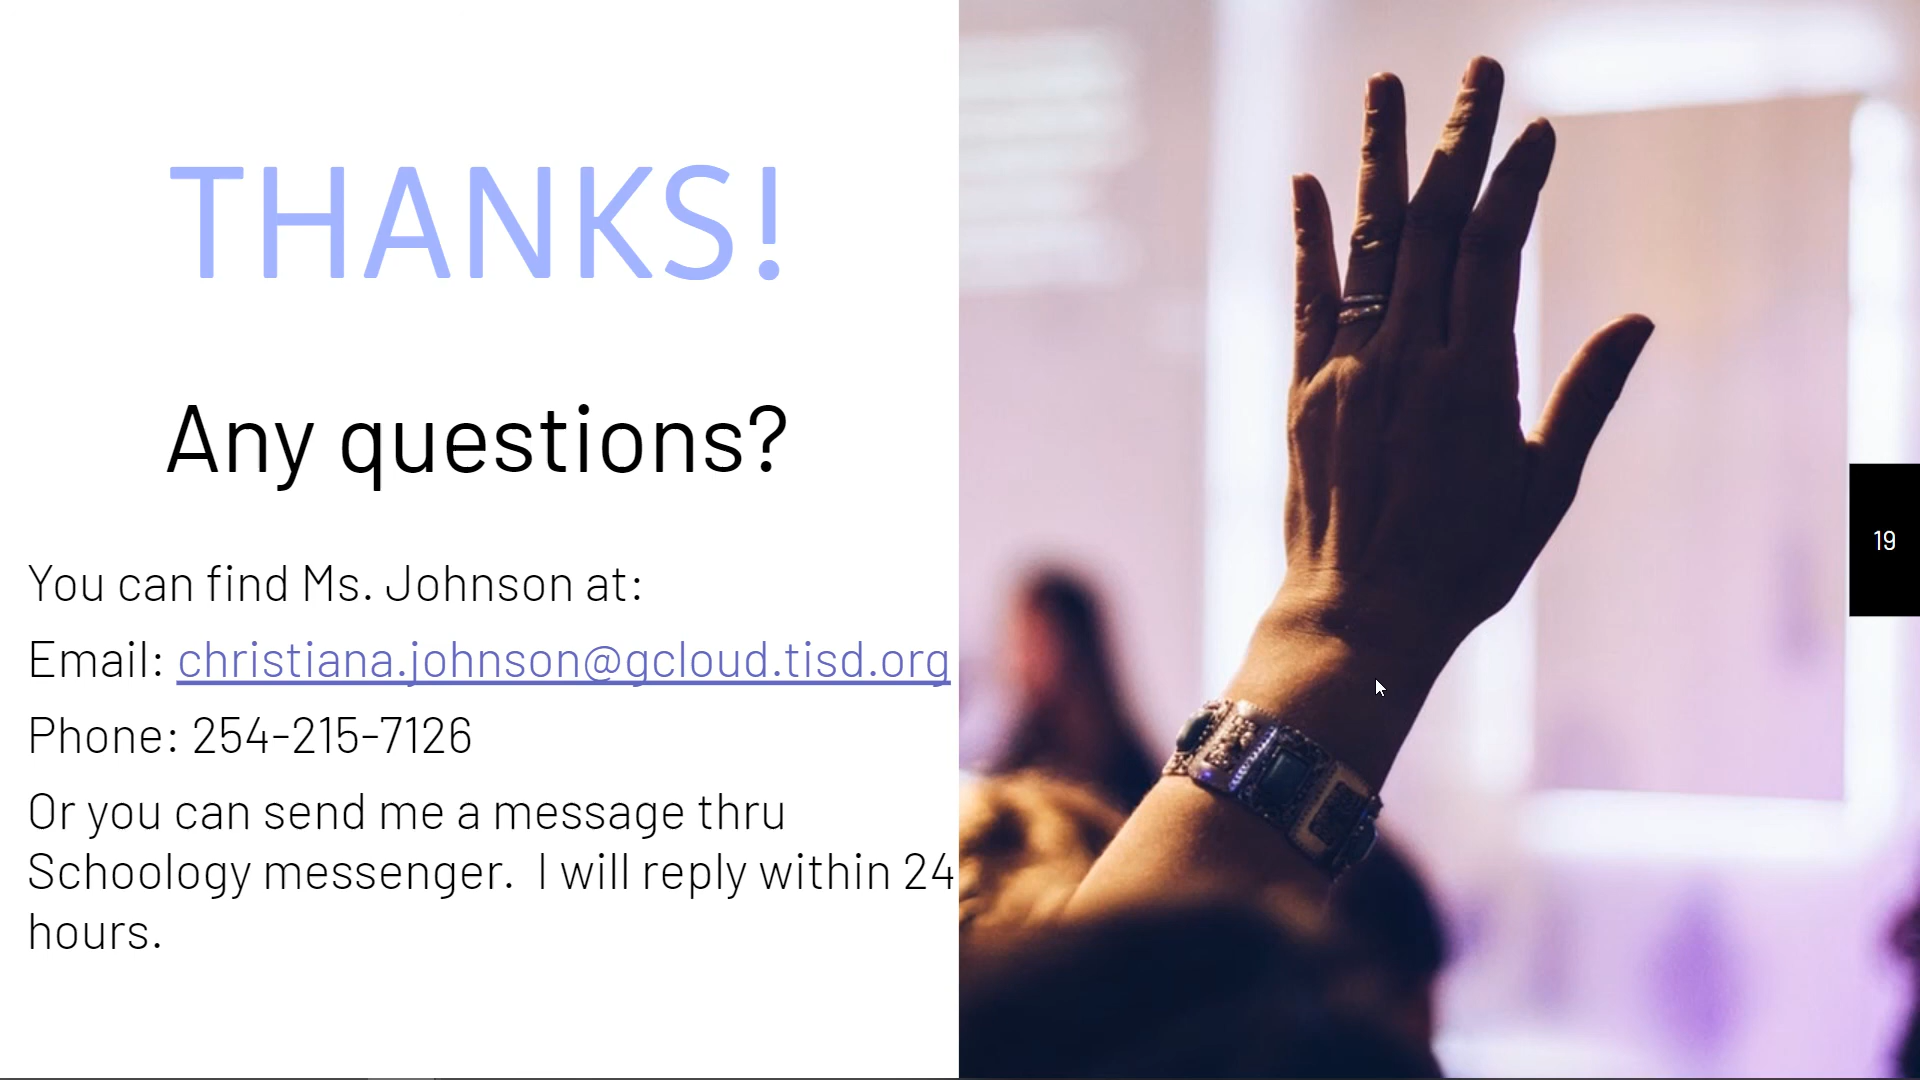 THANKS!
Any questions?
You can find Ms. Johnson at:
Email: christiana.johnson@gcloud.tisd.org
Phone: 254-215-7126
Or you can send me a message thru
Schoology messenger.  I will reply within 24
hours.
19